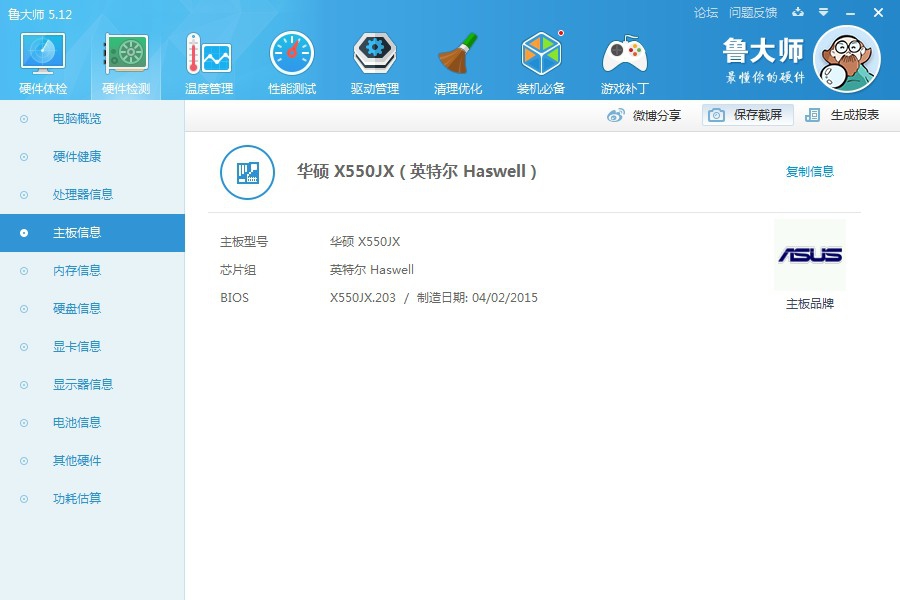 鲁大师 5.12
论坛 问题反馈
硬件体检 硬件检测 温度管理 性能测试 驱动管理 清理优化 装机必备 游戏补丁
鲁大师
最懂你的硬件
微博分享 保存截屏 生成报表
电脑概览
硬件健康
处理器信息
主板信息
内存信息
硬盘信息
显卡信息
显示器信息
电池信息
其他硬件
功耗估算
华硕 X550JX ( 英特尔 Haswell )
复制信息
主板型号 华硕 X550JX
芯片组 英特尔 Haswell
BIOS X550JX.203 / 制造日期: 04/02/2015
ASUS
主板品牌